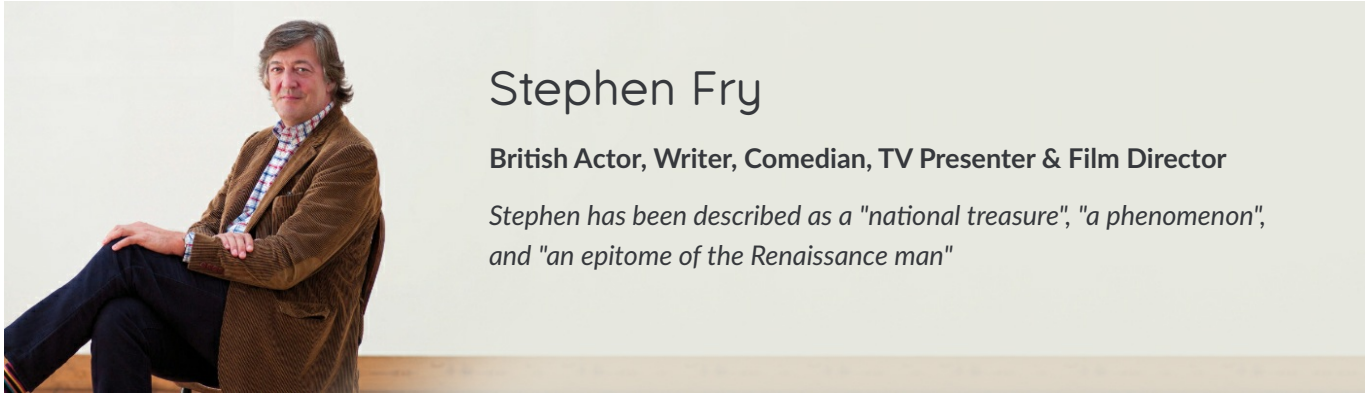 Stephen Fry
British Actor, Writer, Comedian, TV Presenter & Film Director
Stephen has been described as a "national treasure", "a phenomenon",
and "an epitome of the Renaissance man"